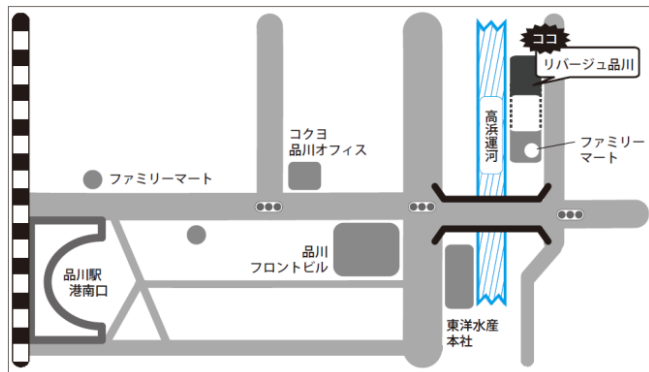 ココ
リバージュ品川
高浜運河
コクヨ
品川オフィス
ファミリー
マート
ファミリーマート
品川
フロントビル
品川駅
港南口
東洋水産
本社